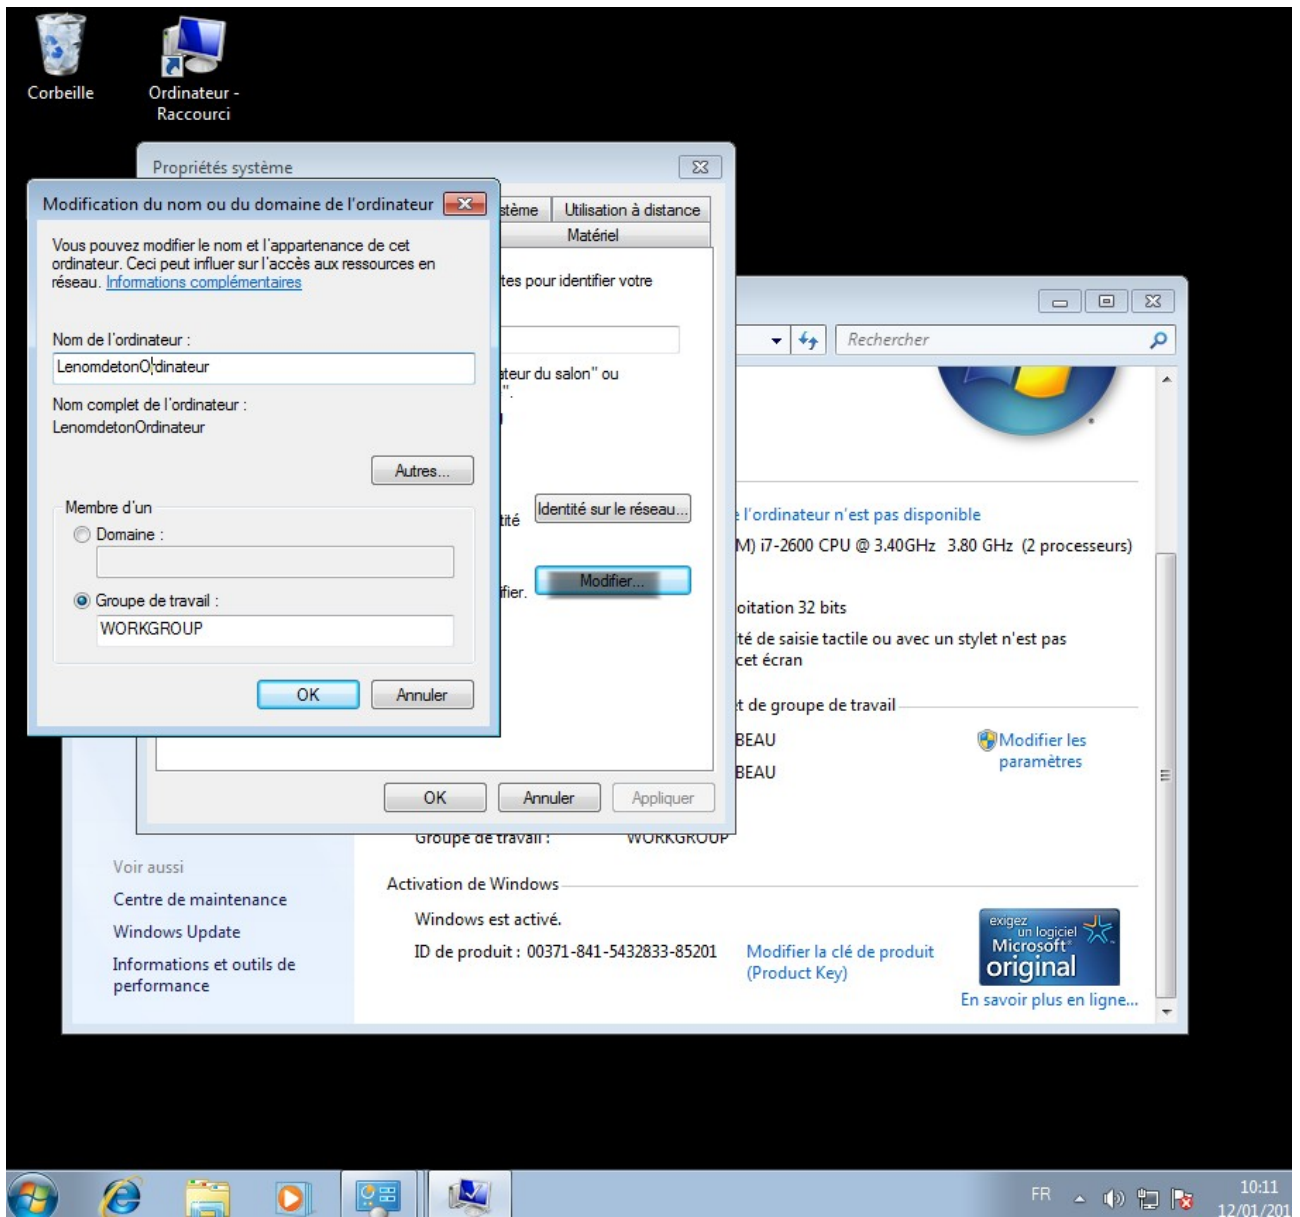 Corbeille
Ordinateur -
Raccourci
Propriétés système
stème
Utilisation à distance
Matériel
tes pour identifier votre
ateur du salon" ou
".
tité
Identité sur le réseau...
ifier.
Modifier...
OK
Annuler
Appliquer
Modification du nom ou du domaine de l'ordinateur
Vous pouvez modifier le nom et l'appartenance de cet
ordinateur. Ceci peut influer sur l'accès aux ressources en
réseau. Informations complémentaires
Nom de l'ordinateur :
LenomdetonOrdinateur
Nom complet de l'ordinateur :
LenomdetonOrdinateur
Autres...
Membre d'un
Domaine :
Groupe de travail :
WORKGROUP
OK
Annuler
Rechercher
l'ordinateur n'est pas disponible
M) i7-2600 CPU @ 3.40GHz 3.80 GHz (2 processeurs)
oitation 32 bits
té de saisie tactile ou avec un stylet n'est pas
cet écran
t de groupe de travail
BEAU
Modifier les
paramètres
BEAU
Groupe de travail :
WORKGROUP
Voir aussi
Centre de maintenance
Windows Update
Informations et outils de
performance
Activation de Windows
Windows est activé.
ID de produit : 00371-841-5432833-85201
Modifier la clé de produit
(Product Key)
exigez
un logiciel
Microsoft
original
En savoir plus en ligne...
FR
10:11
12/01/201